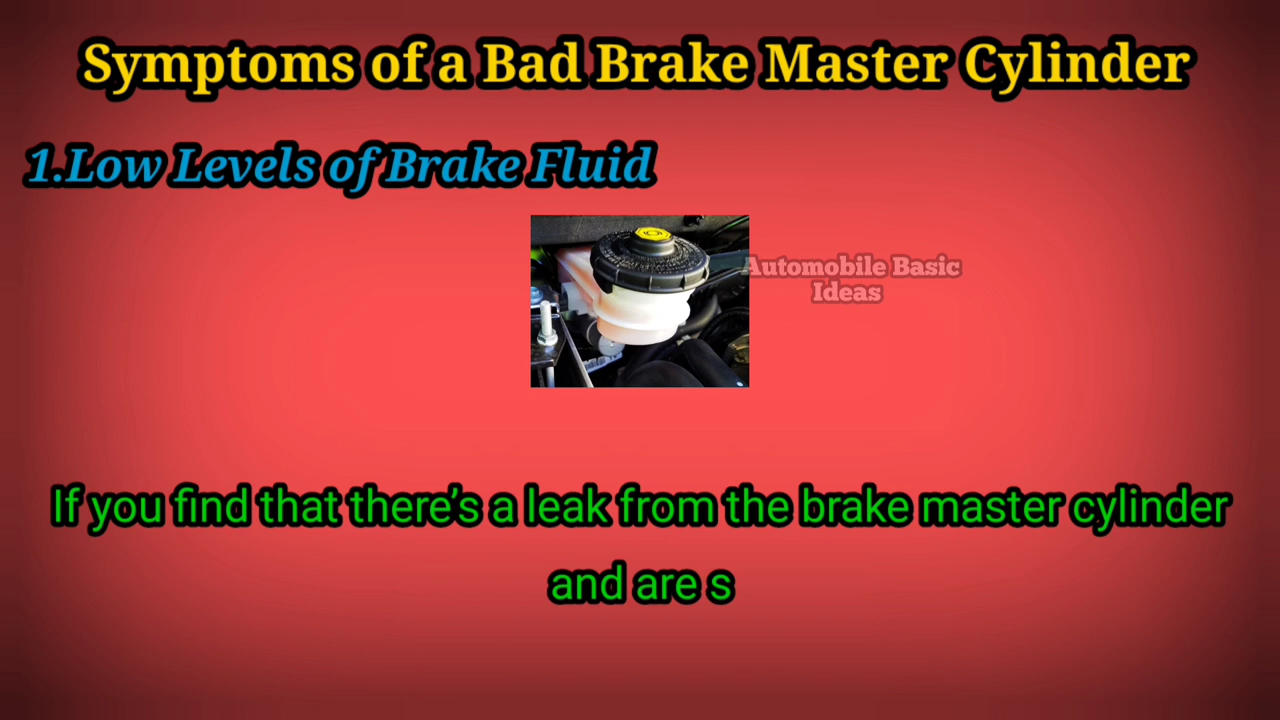 Symptoms of a Bad Brake Master Cylinder
1.Low Levels of Brake Fluid
Automobile Basic
Ideas
If you find that there’s a leak from the brake master cylinder
and are s